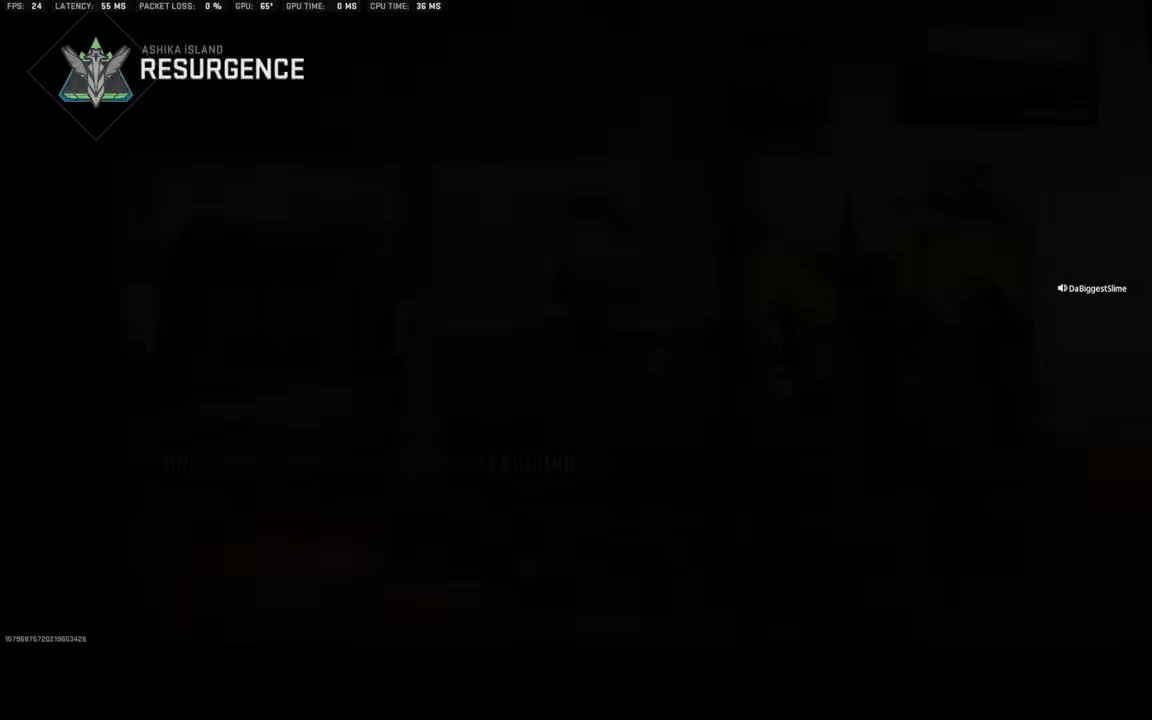 FPS: 24 LATENCY: 55 MS PACKET LOSS: 0 % GPU: 65° GPU TIME: 0 MS CPU TIME: 36 MS
ASHIKA ISLAND
RESURGENCE
DaBiggestSlime
15796875720219653426